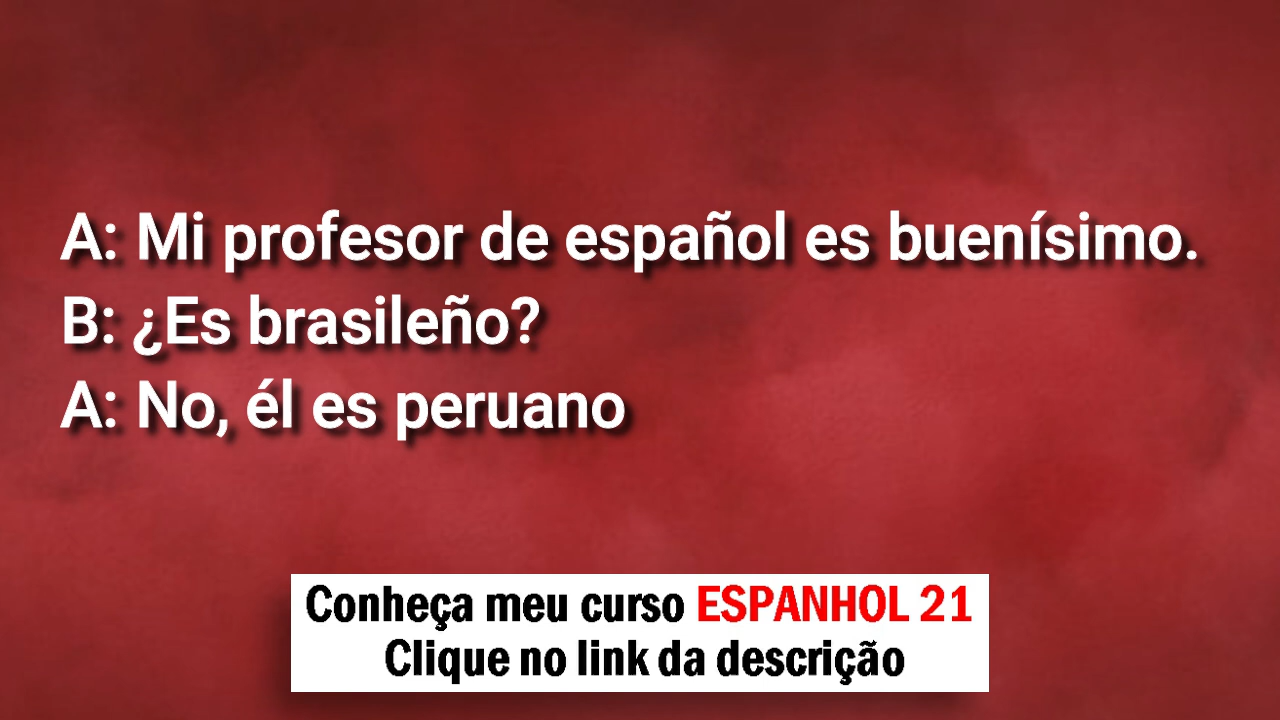 A: Mi profesor de español es buenísimo.
B: ¿Es brasileño?
A: No, él es peruano
Conheça meu curso ESPANHOL 21
Clique no link da descrição